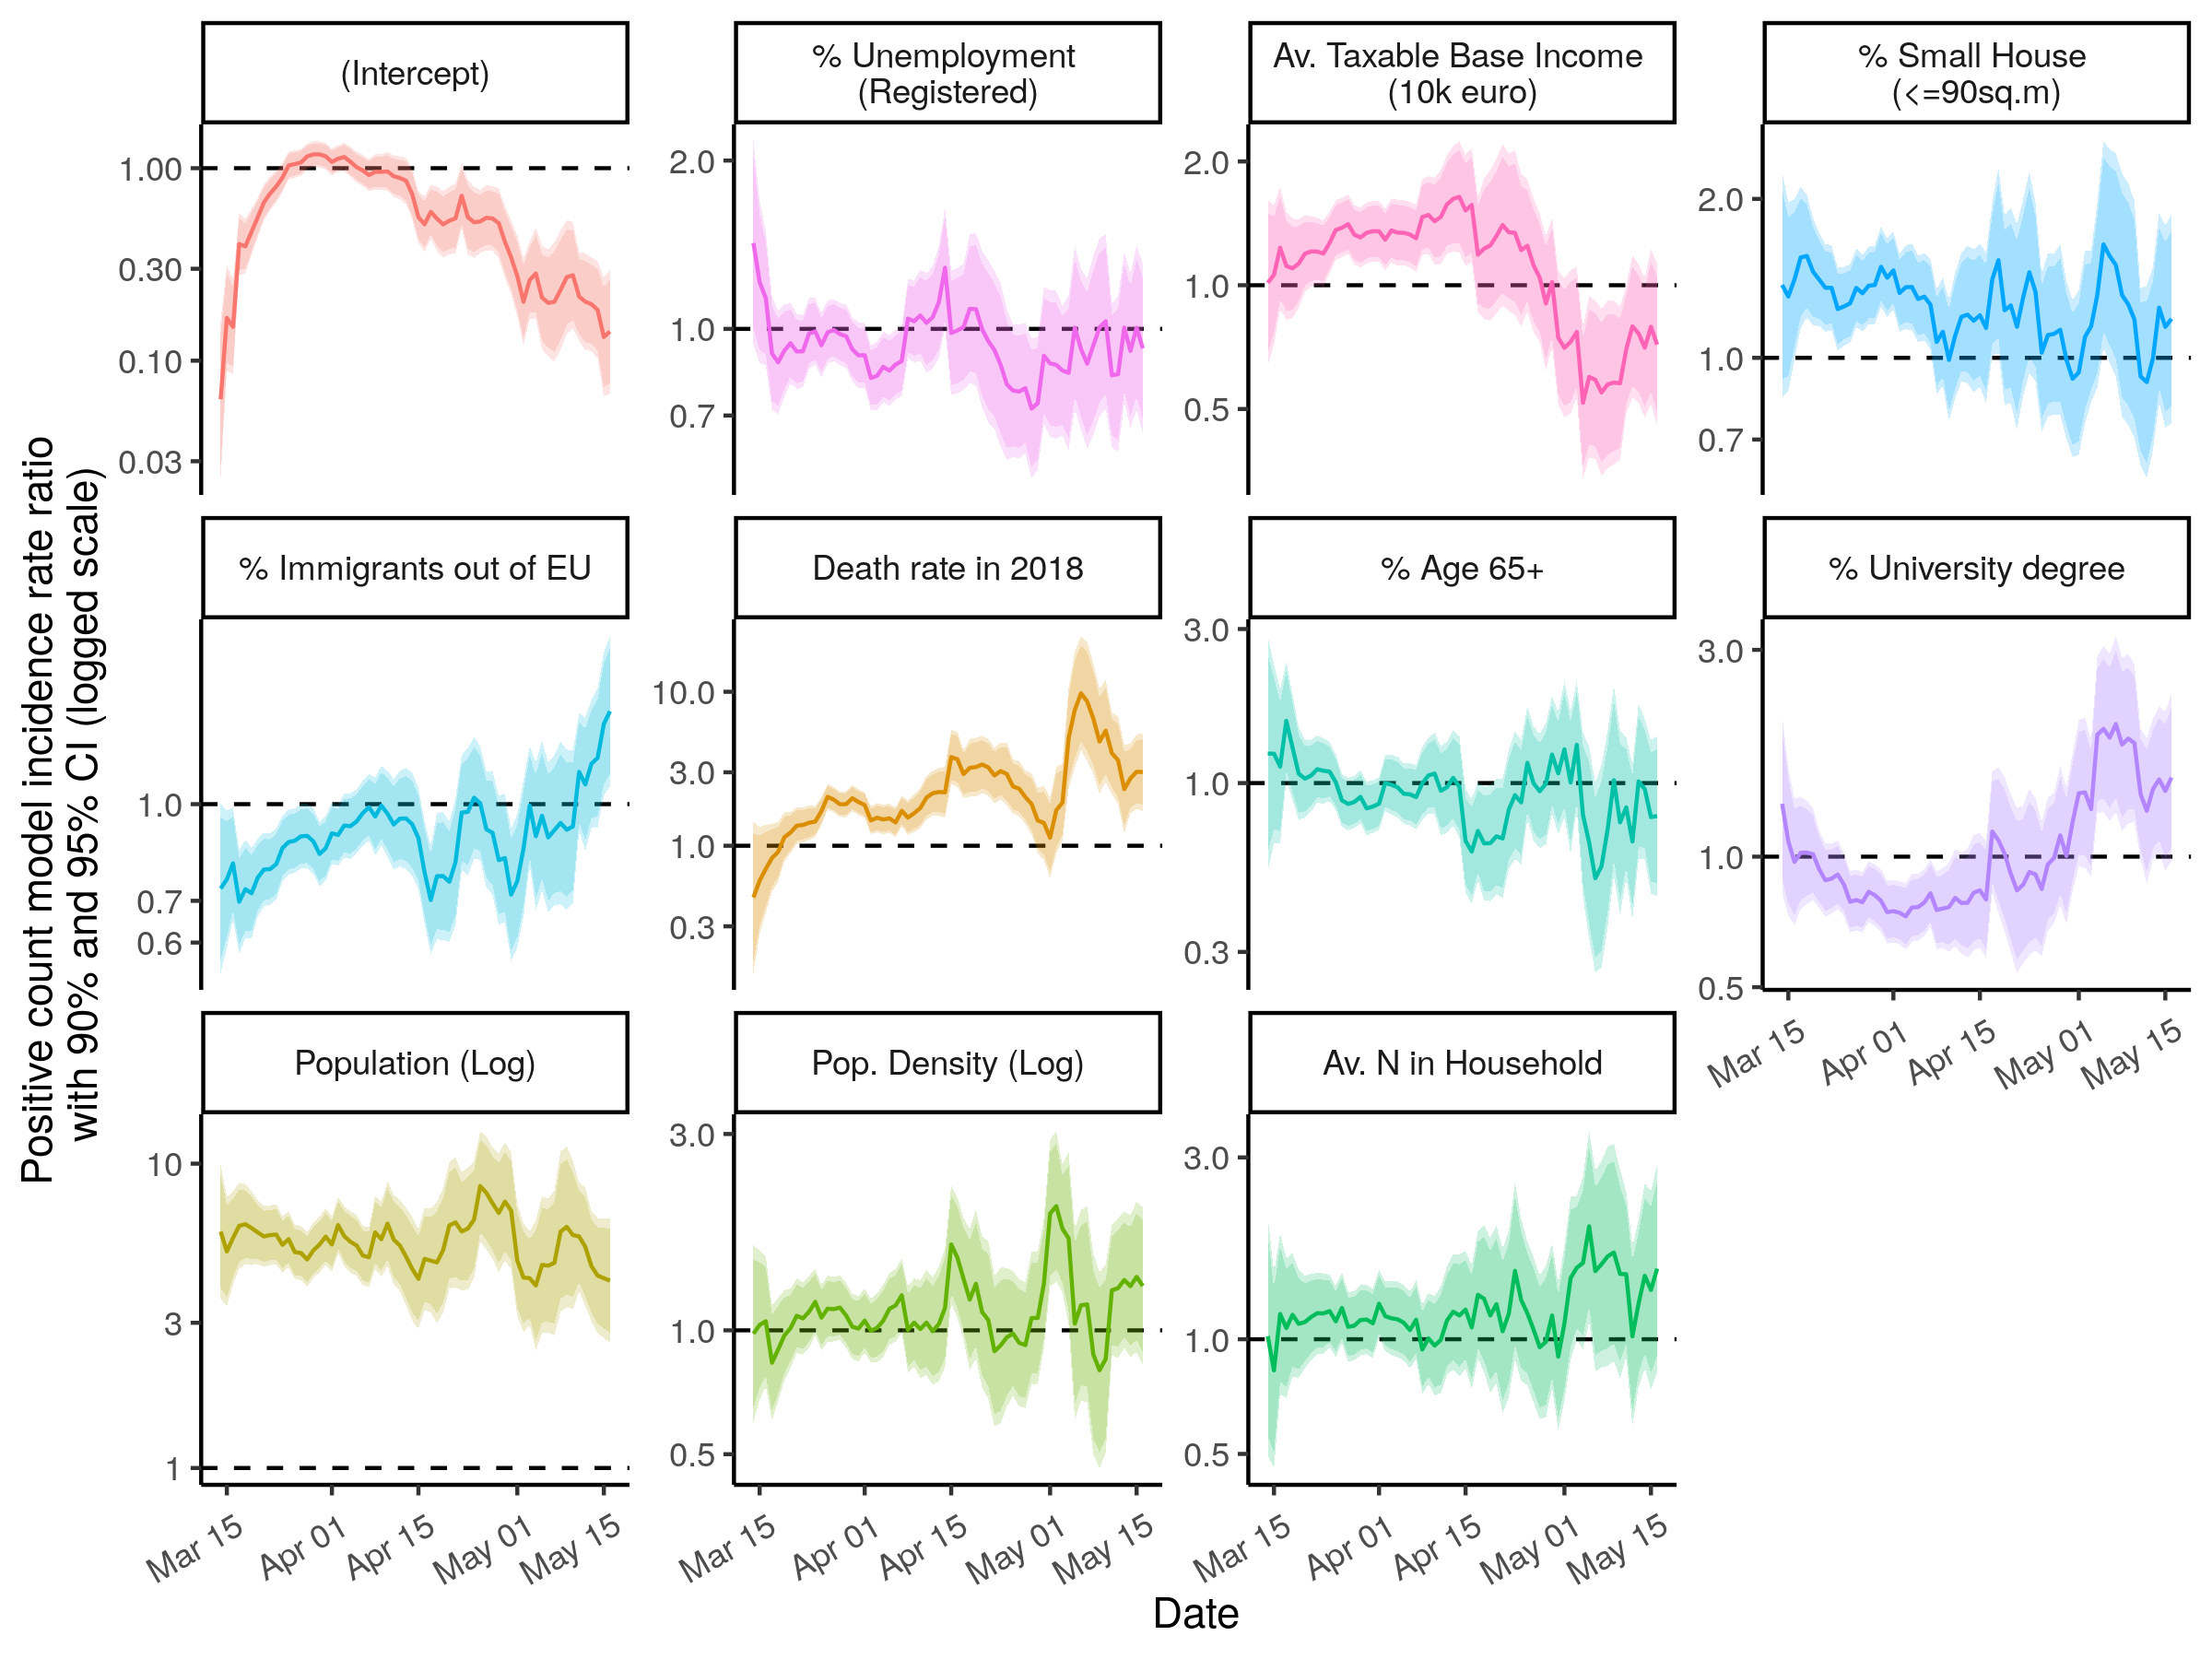 (Intercept)
% Unemployment
(Registered)
Av. Taxable Base Income
(10k euro)
% Small House
(<=90sq.m)
1.00
0.30
0.10
0.03
2.0
1.0
0.7
2.0
1.0
0.5
2.0
1.0
0.7
Positive count model incidence rate ratio
with 90% and 95% CI (logged scale)
% Immigrants out of EU
Death rate in 2018
% Age 65+
% University degree
1.0
0.7
0.6
10.0
3.0
1.0
0.3
3.0
1.0
0.3
3.0
1.0
0.5
Mar 15
Apr 01
Apr 15
May 01
May 15
Population (Log)
Pop. Density (Log)
Av. N in Household
10
3
1
3.0
1.0
0.5
3.0
1.0
0.5
Mar 15
Apr 01
Apr 15
May 01
May 15
Mar 15
Apr 01
Apr 15
May 01
May 15
Mar 15
Apr 01
Apr 15
May 01
May 15
Date